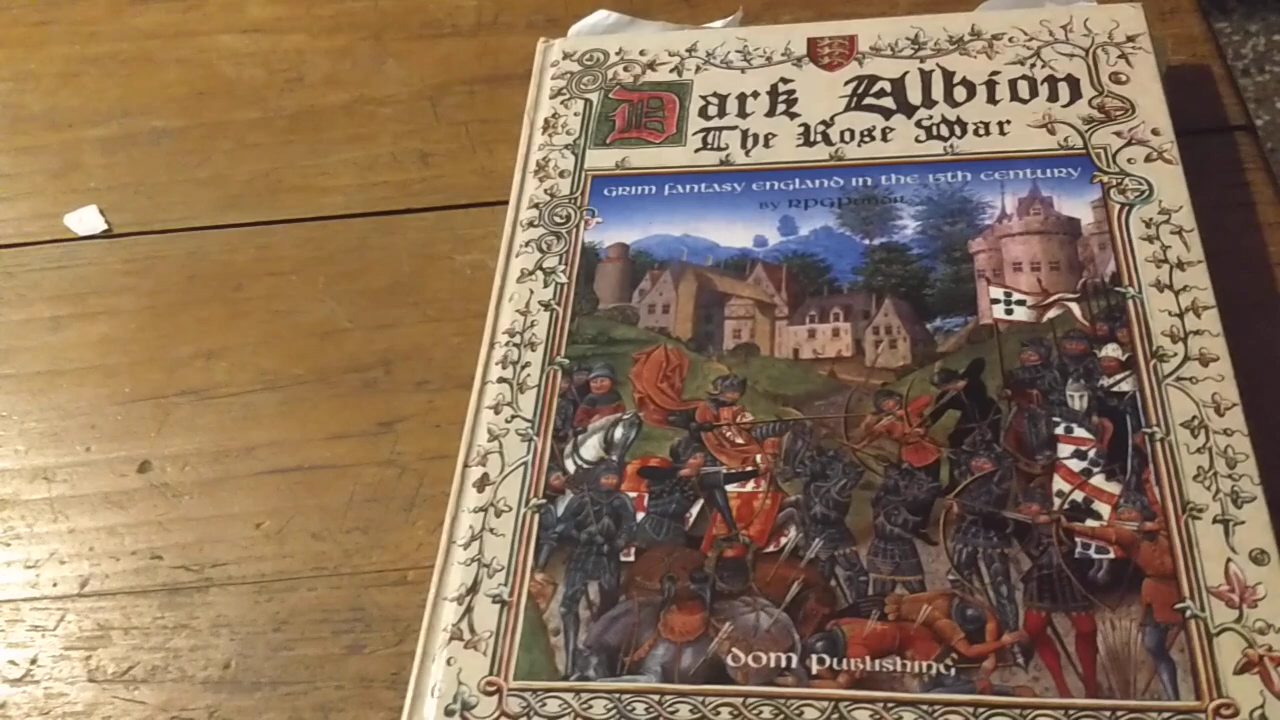 Dark Albion
The Rose War
Grim Fantasy England in the 15th Century
by RPGPundit
Dom Publishing